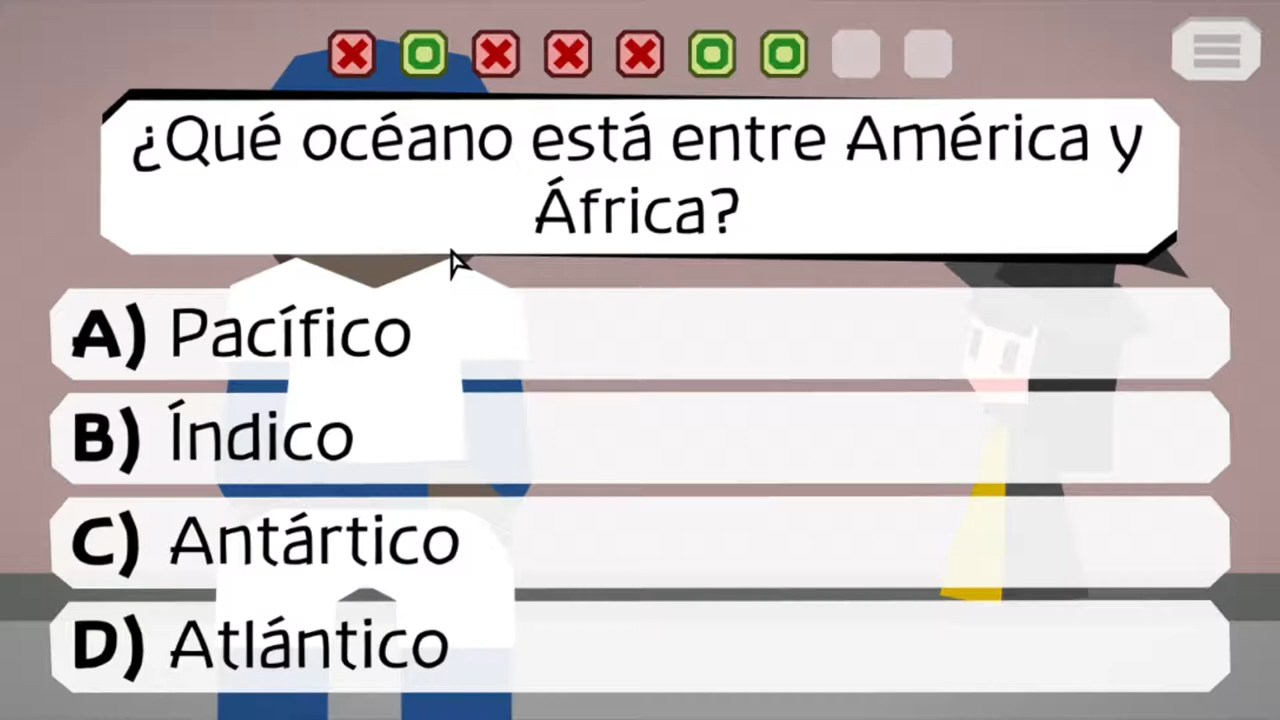 ¿Qué océano está entre América y
África?
A) Pacífico
B) Índico
C) Antártico
D) Atlántico